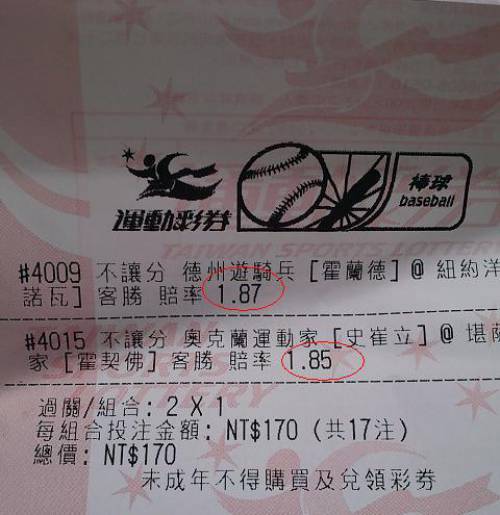 運動彩券
棒球
baseball
TAIWAN SPORTS LOTTERY
#4009 不讓分 德州遊騎兵 [霍蘭德] @ 紐約洋
諾瓦] 客勝 賠率 1.87
#4015 不讓分 奧克蘭運動家 [史崔立] @ 堪薩
家 [霍契佛] 客勝 賠率 1.85
過關/組合: 2 X 1
每組合投注金額: NT$170 (共17注)
總價: NT$170
未成年不得購買及兌領彩券